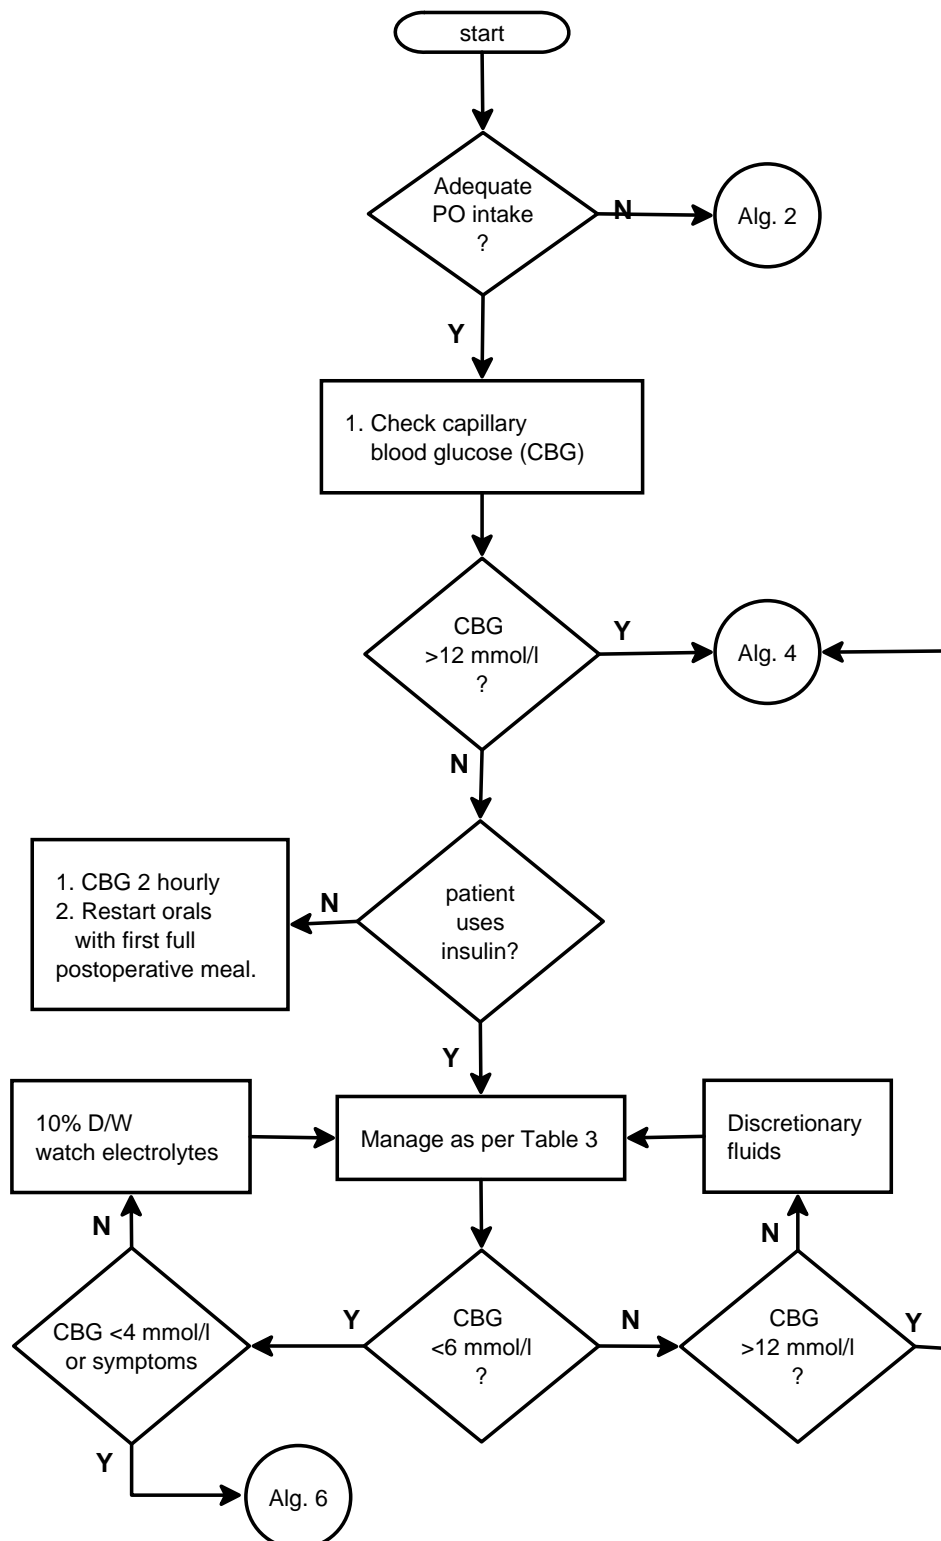 start
Adequate
PO intake
?
N
Alg. 2
Y
1. Check capillary
blood glucose (CBG)
CBG
>12 mmol/l
?
Y
Alg. 4
N
1. CBG 2 hourly
2. Restart orals
with first full
postoperative meal.
N
patient
uses
insulin?
Y
10% D/W
watch electrolytes
Manage as per Table 3
Discretionary
fluids
N
N
CBG <4 mmol/l
or symptoms
Y
CBG
<6 mmol/l
?
N
CBG
>12 mmol/l
?
Y
Y
Alg. 6